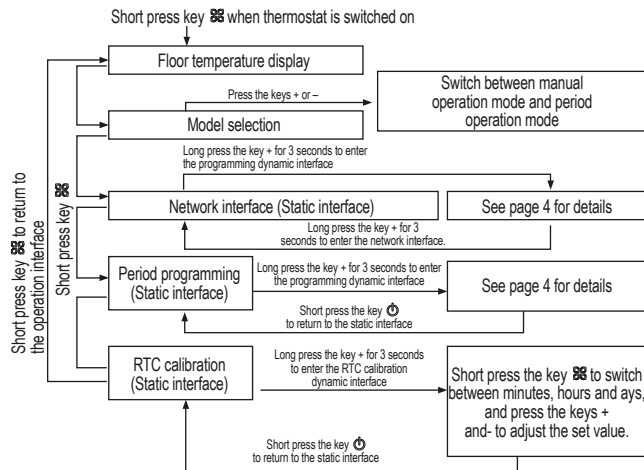 Short press key ⌘ when thermostat is switched on
Floor temperature display
Press the keys + or –
Switch between manual
operation mode and period
operation mode
Model selection
Long press the key + for 3 seconds to enter
the programming dynamic interface
Network interface (Static interface)
See page 4 for details
Long press the key + for 3
seconds to enter the network interface.
Short press key ⌘ to return to
the operation interface
Short press key ⌘
Period programming
(Static interface)
Long press the key + for 3 seconds to enter
the programming dynamic interface
See page 4 for details
Short press the key ⏻
to return to the static interface
RTC calibration
(Static interface)
Long press the key + for 3 seconds
to enter the RTC calibration
dynamic interface
Short press the key ⌘ to switch
between minutes, hours and ays,
and press the keys +
and- to adjust the set value.
Short press the key ⏻
to return to the static interface